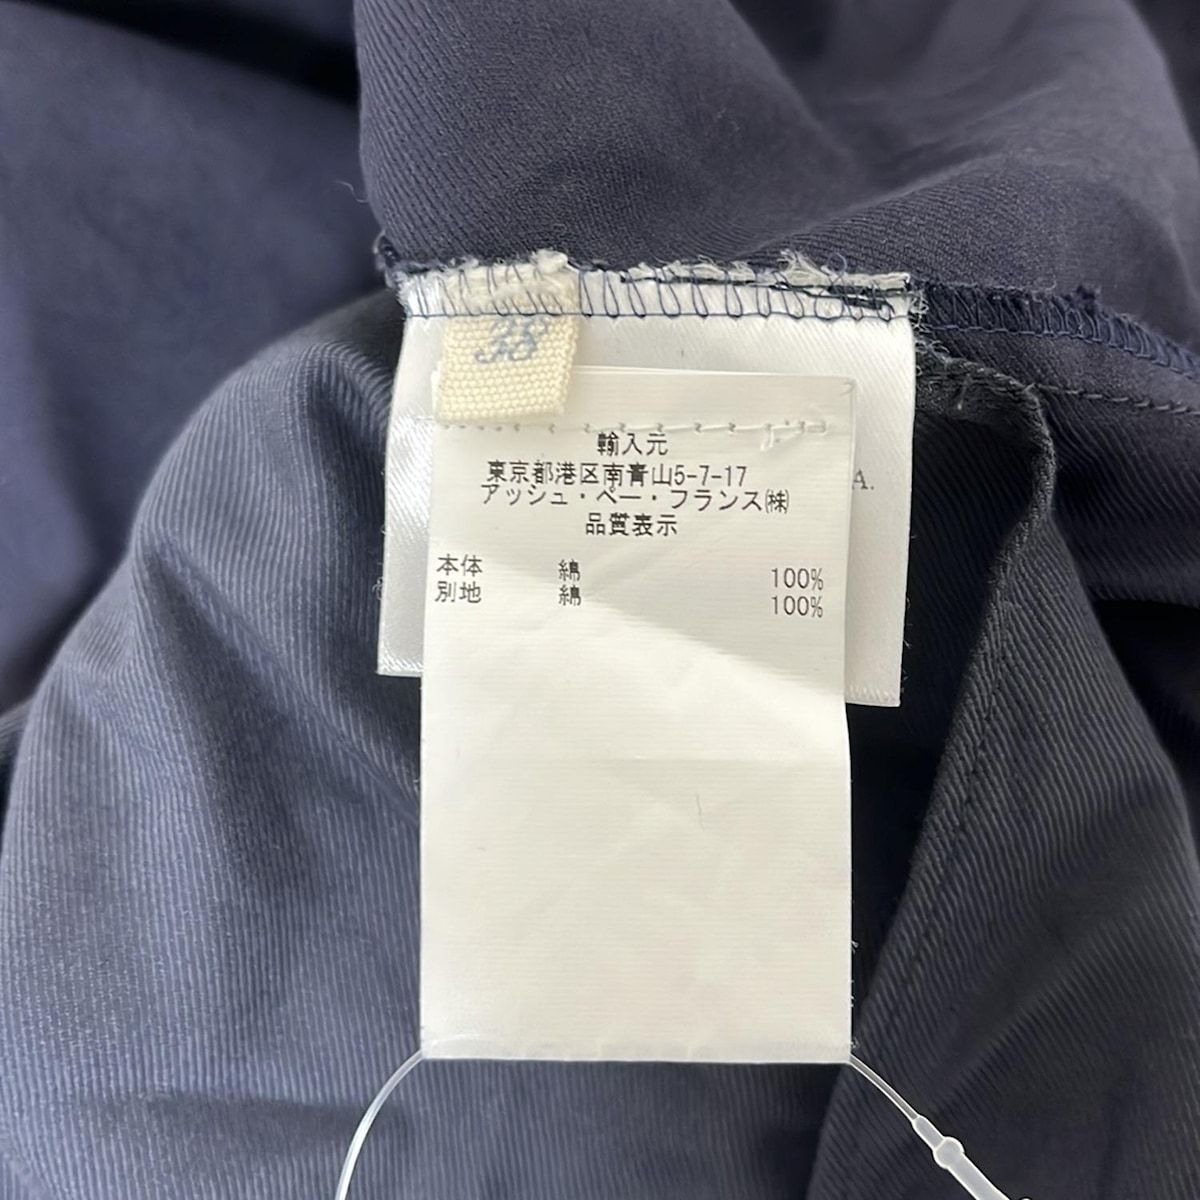 38
輸入元
東京都港区南青山5-7-17
アッシュ・ペー・フランス㈱
品質表示
本体 綿 100%
別地 綿 100%
A.